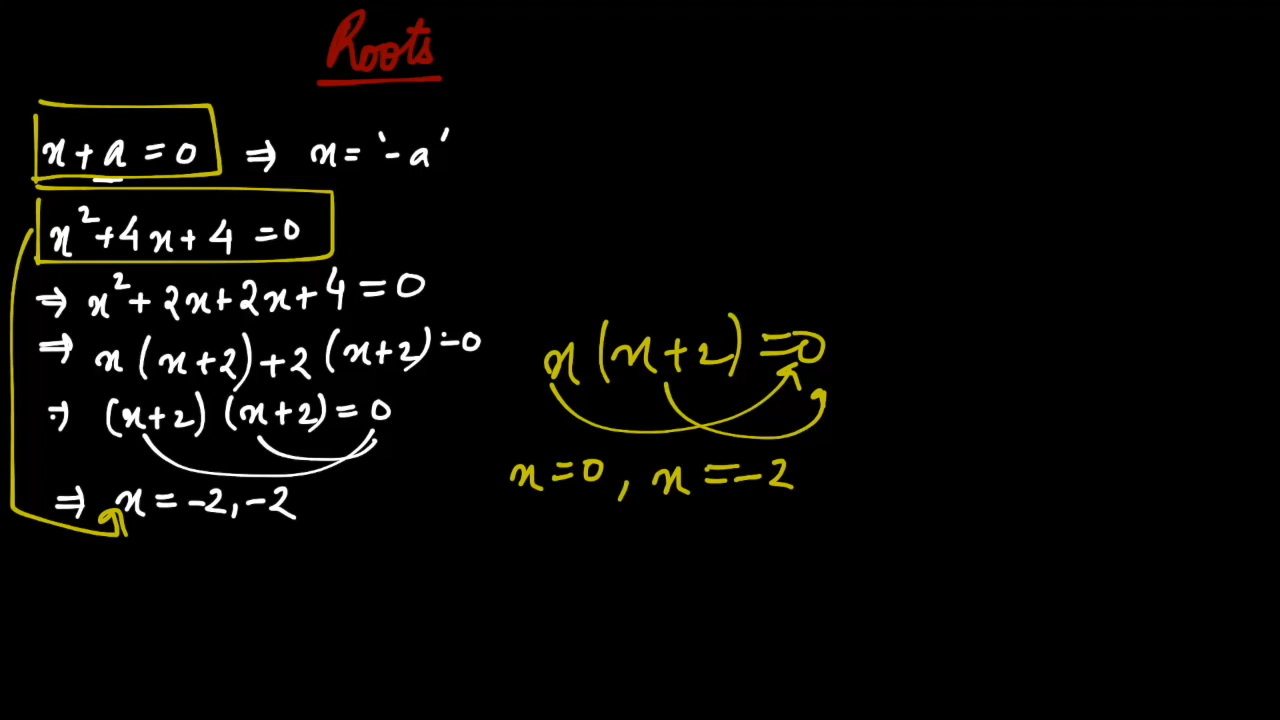 Roots
x + a = 0 ⇒ x = '-a'
x² + 4x + 4 = 0
⇒ x² + 2x + 2x + 4 = 0
⇒ x (x + 2) + 2 (x + 2) = 0
⇒ (x + 2) (x + 2) = 0
⇒ x = -2, -2
x (x + 2) = 0
x = 0, x = -2